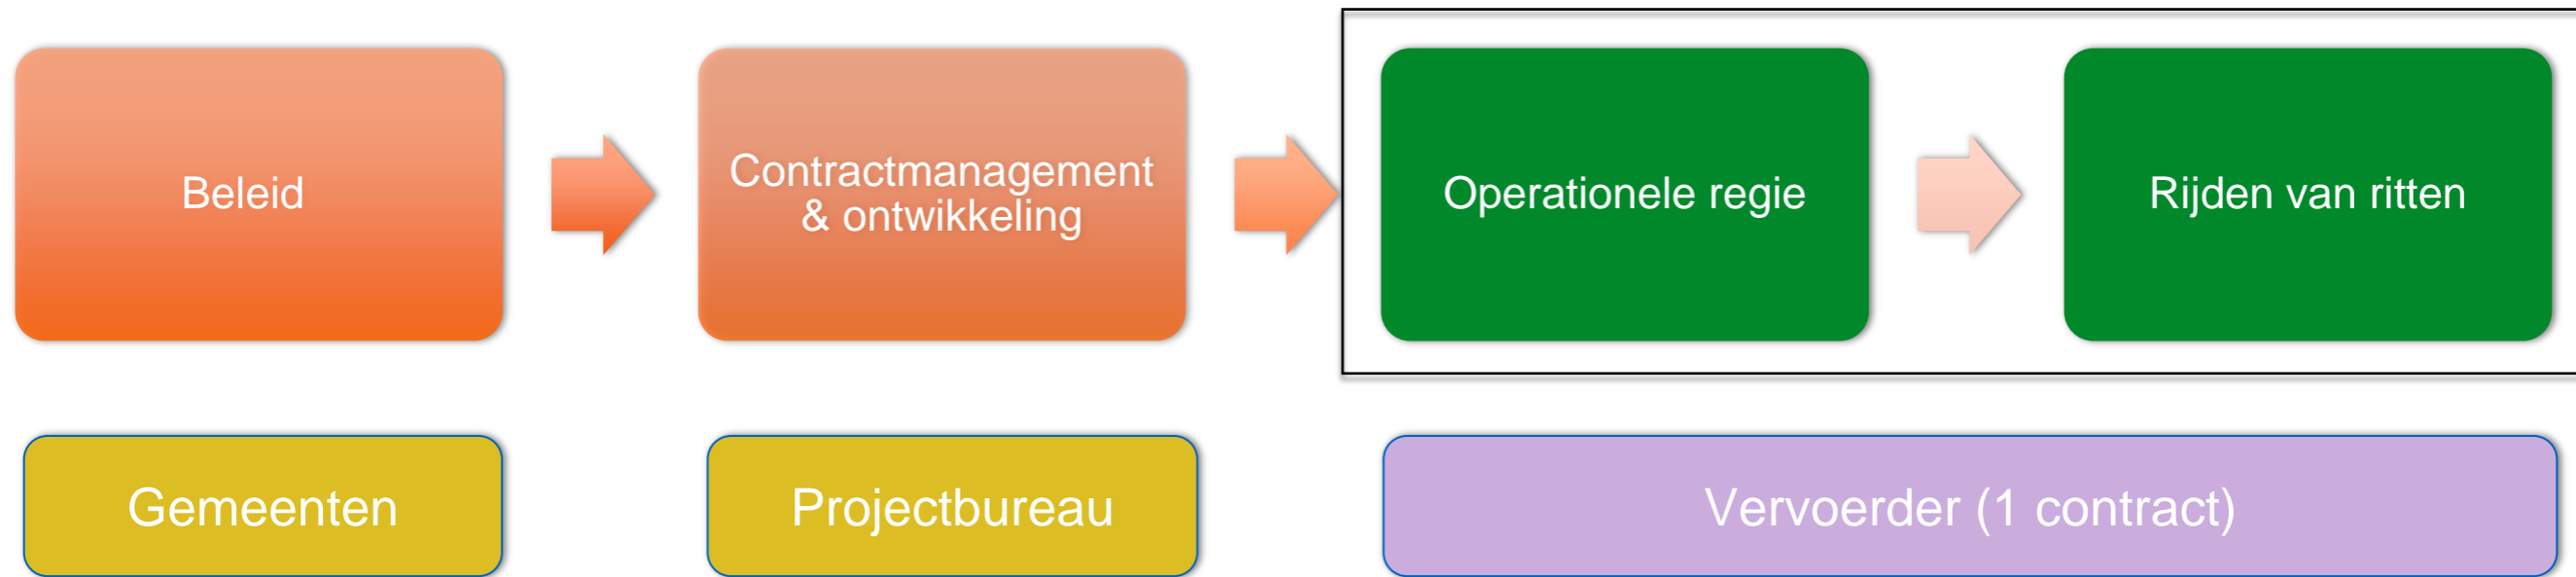 Beleid
Contractmanagement
& ontwikkeling
Operationele regie
Rijden van ritten
Gemeenten
Projectbureau
Vervoerder (1 contract)